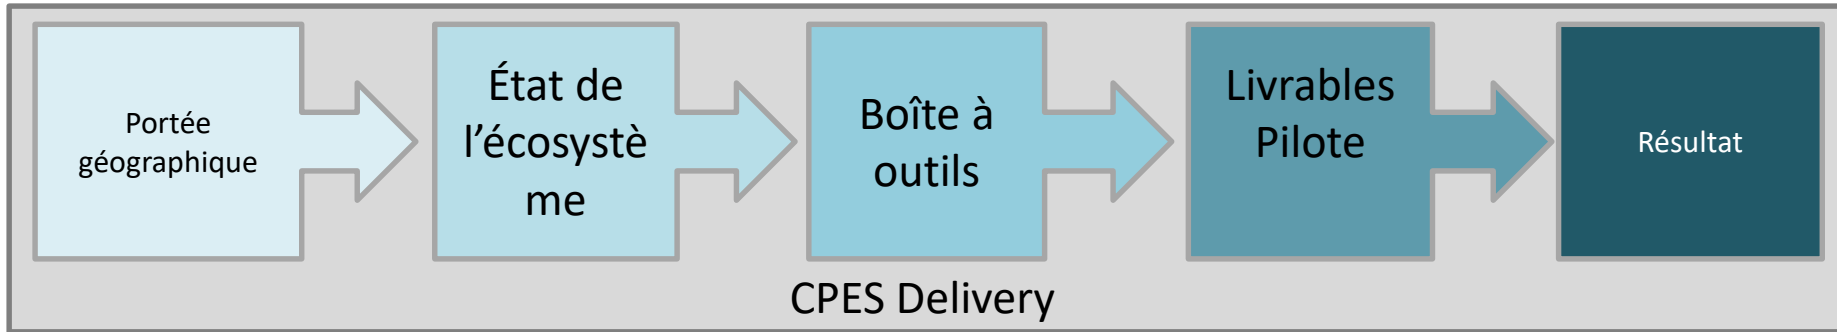 Portée
géographique
État de
l’écosystè
me
Boîte à
outils
Livrables
Pilote
Résultat
CPES Delivery